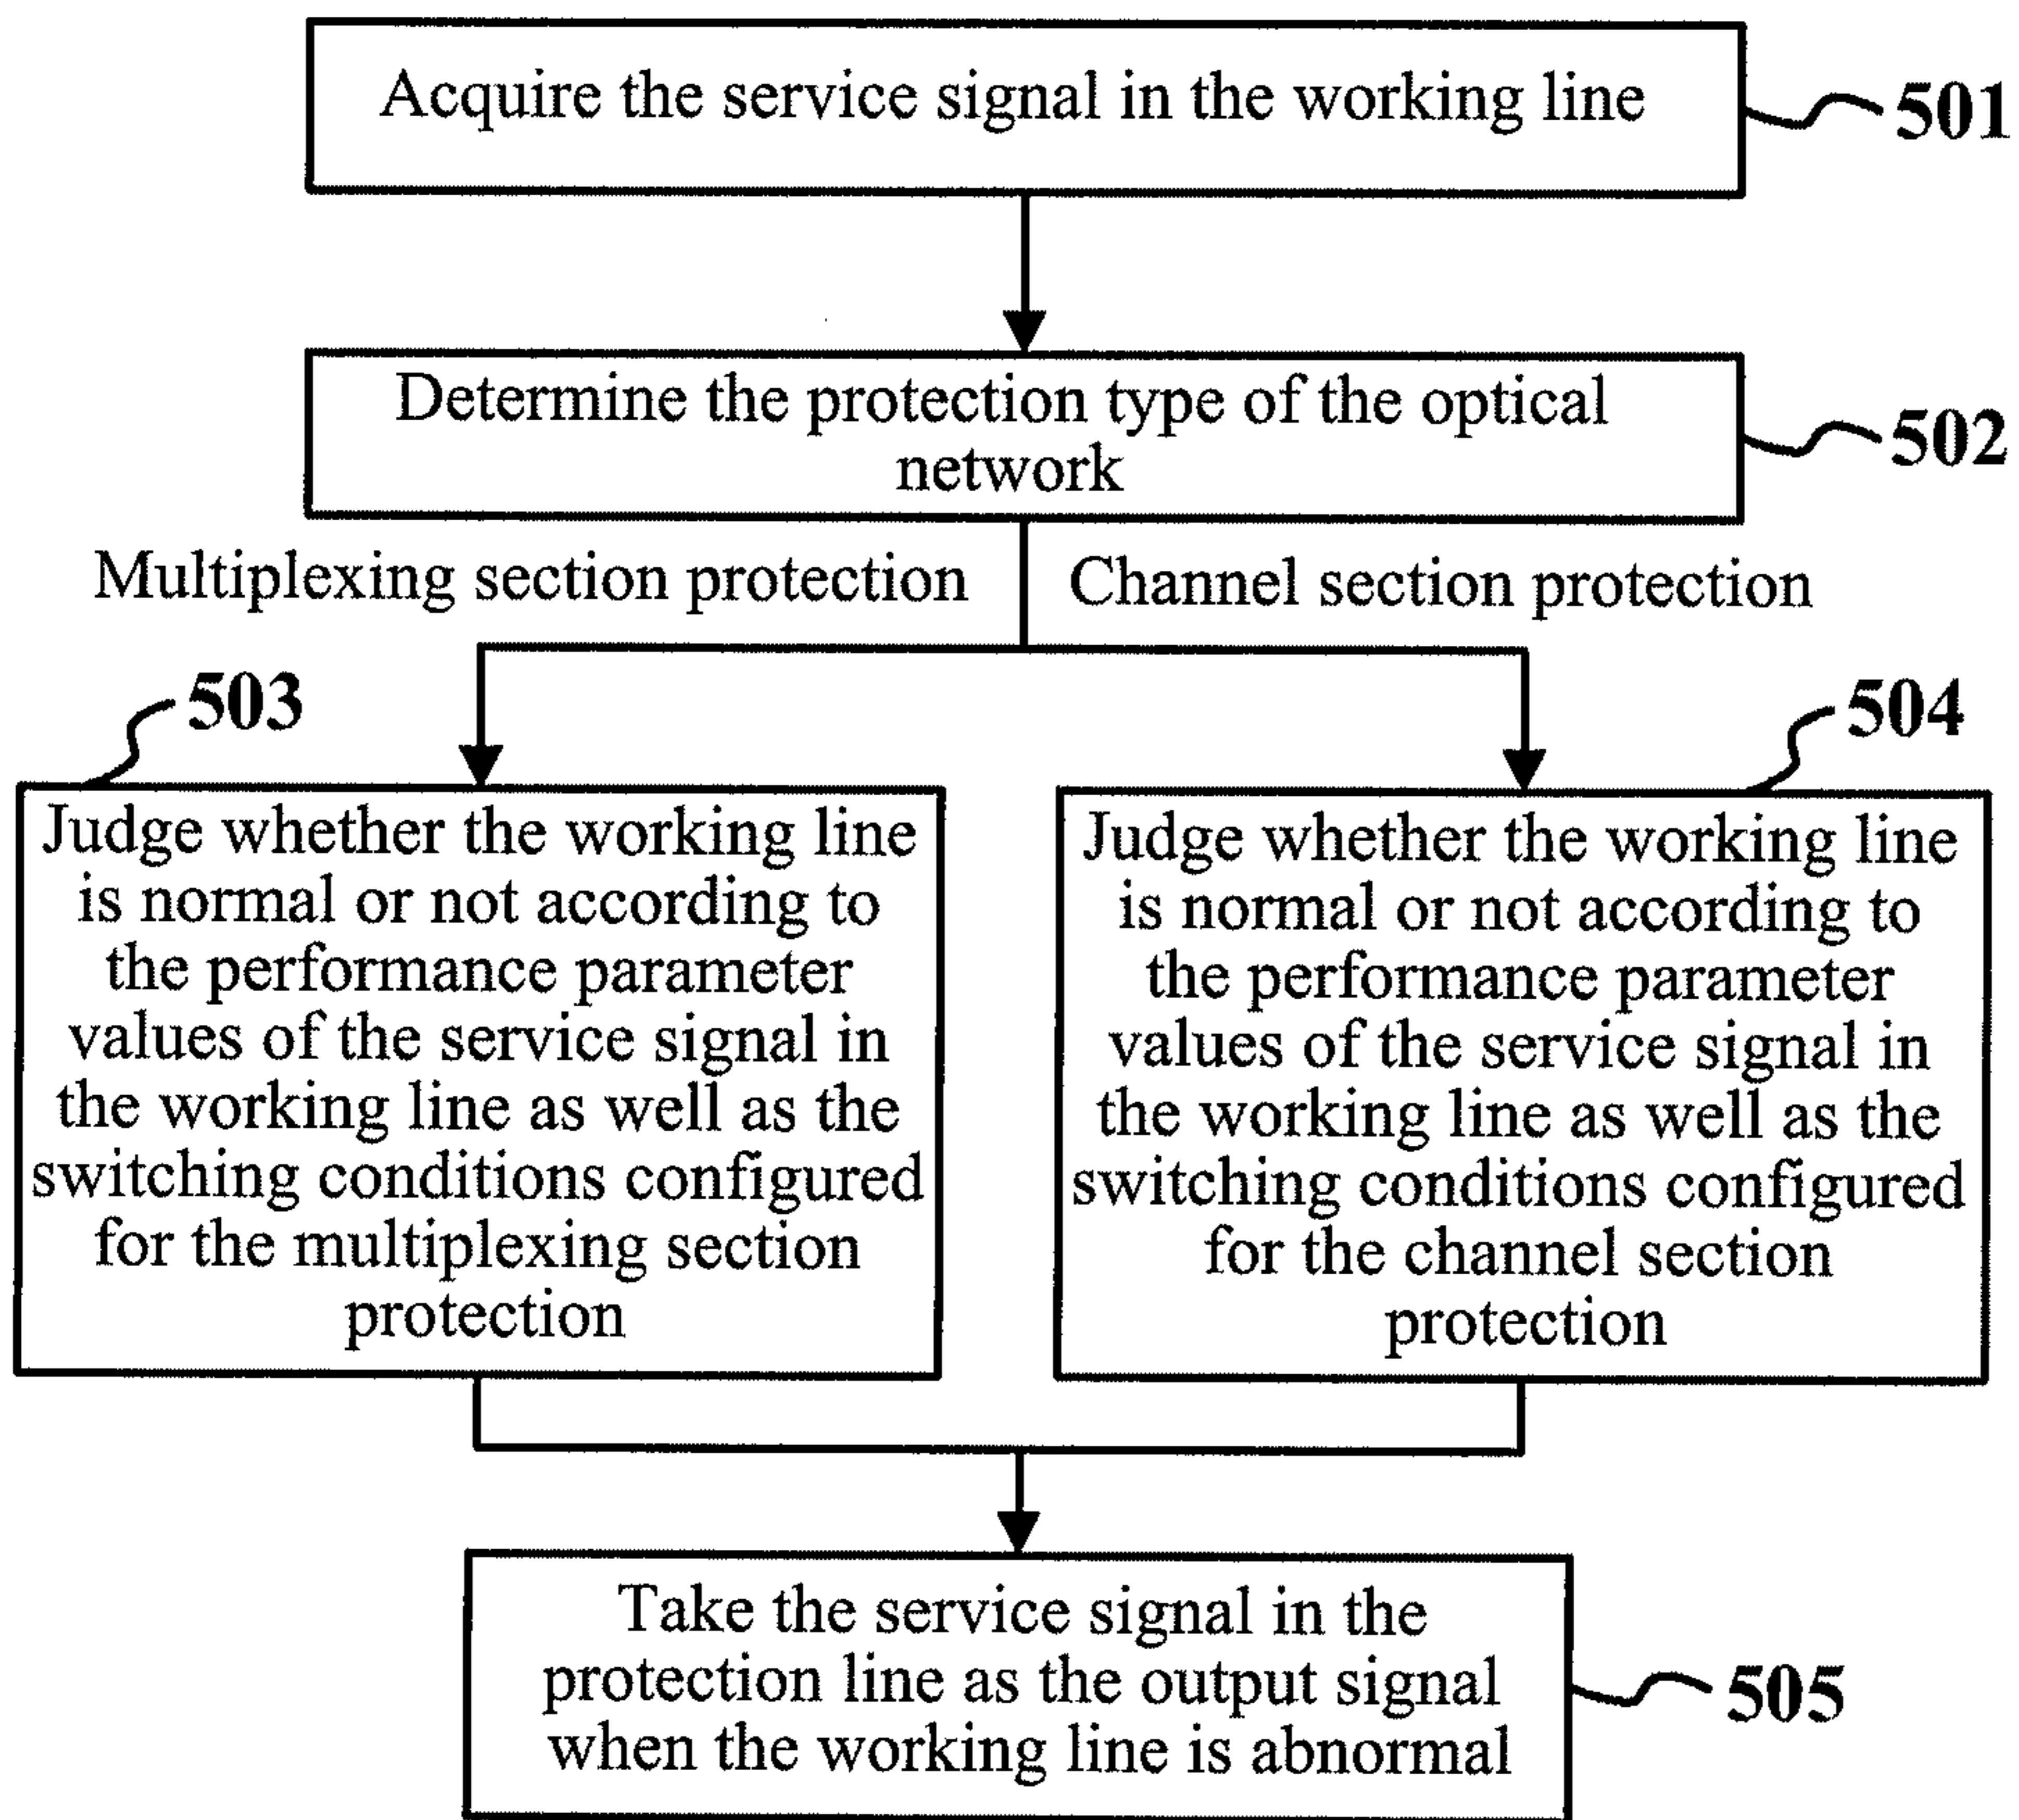 Acquire the service signal in the working line
501
Determine the protection type of the optical
network
502
Multiplexing section protection
Channel section protection
503
504
Judge whether the working line
is normal or not according to
the performance parameter
values of the service signal in
the working line as well as the
switching conditions configured
for the multiplexing section
protection
Judge whether the working line
is normal or not according to
the performance parameter
values of the service signal in
the working line as well as the
switching conditions configured
for the channel section
protection
Take the service signal in the
protection line as the output signal
when the working line is abnormal
505